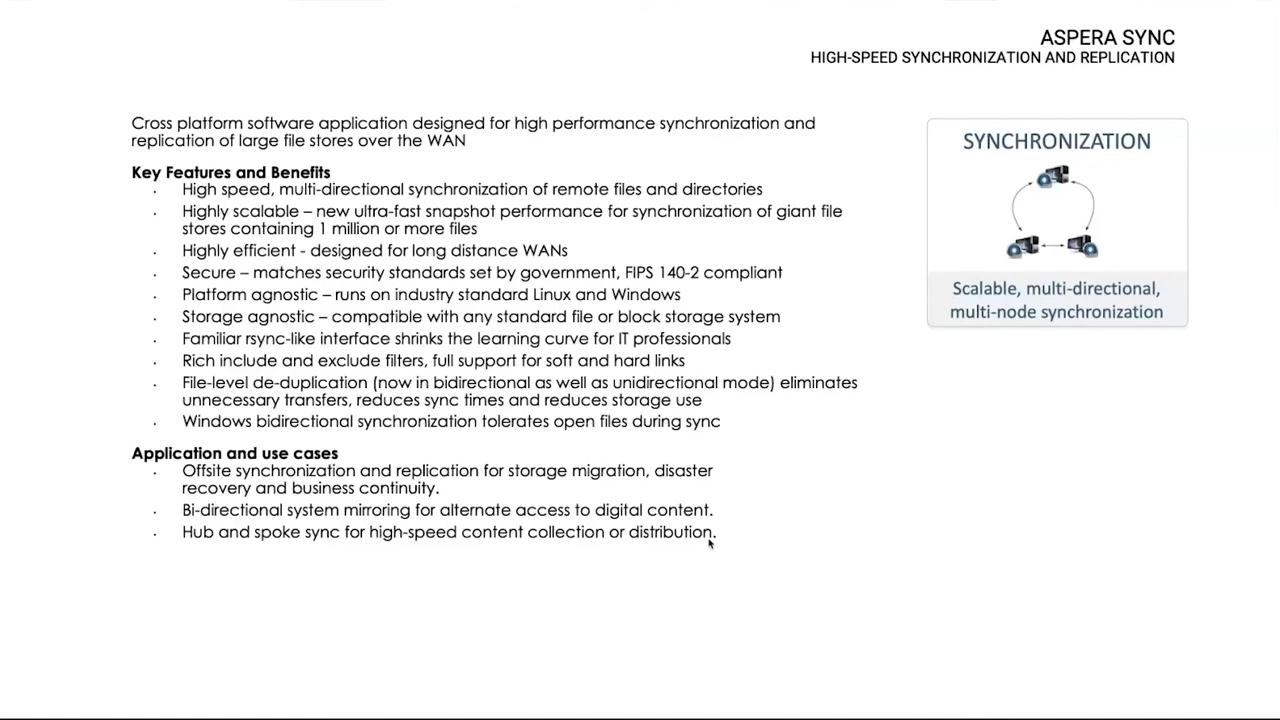 ASPERA SYNC
HIGH-SPEED SYNCHRONIZATION AND REPLICATION
Cross platform software application designed for high performance synchronization and
replication of large file stores over the WAN
Key Features and Benefits
· High speed, multi-directional synchronization of remote files and directories
· Highly scalable – new ultra-fast snapshot performance for synchronization of giant file
stores containing 1 million or more files
· Highly efficient - designed for long distance WANs
· Secure – matches security standards set by government, FIPS 140-2 compliant
· Platform agnostic – runs on industry standard Linux and Windows
· Storage agnostic – compatible with any standard file or block storage system
· Familiar rsync-like interface shrinks the learning curve for IT professionals
· Rich include and exclude filters, full support for soft and hard links
· File-level de-duplication (now in bidirectional as well as unidirectional mode) eliminates
unnecessary transfers, reduces sync times and reduces storage use
· Windows bidirectional synchronization tolerates open files during sync
Application and use cases
· Offsite synchronization and replication for storage migration, disaster
recovery and business continuity.
· Bi-directional system mirroring for alternate access to digital content.
· Hub and spoke sync for high-speed content collection or distribution.
SYNCHRONIZATION
Scalable, multi-directional,
multi-node synchronization